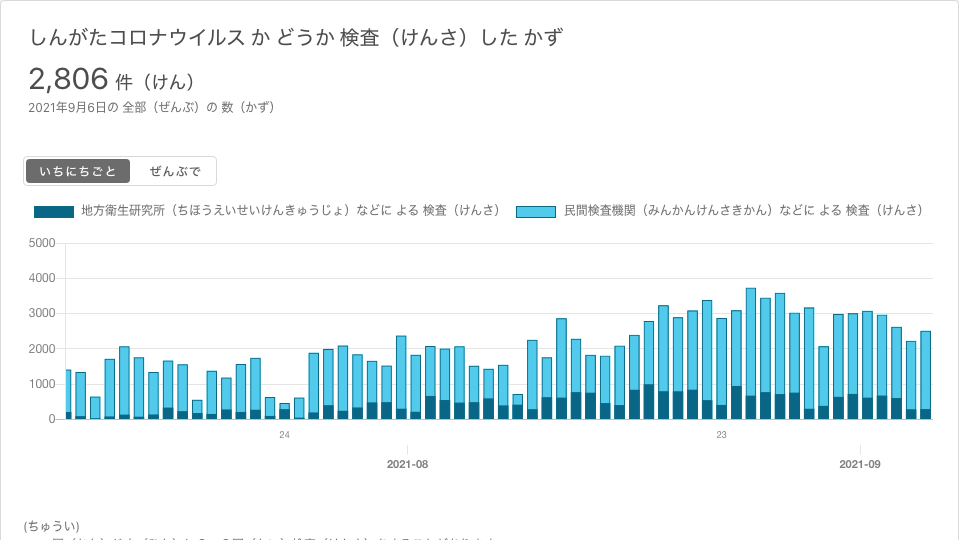 しんがたコロナウイルス か どうか 検査（けんさ）した かず
2,806 件（けん）
2021年9月6日の 全部（ぜんぶ）の 数（かず）
いちにちごと ぜんぶで
地方衛生研究所（ちほうえいせいけんきゅうじょ）などに よる 検査（けんさ） 民間検査機関（みんかんけんさきかん）などに よる 検査（けんさ）
5000
4000
3000
2000
1000
0
24 23
2021-08 2021-09
(ちゅうい)